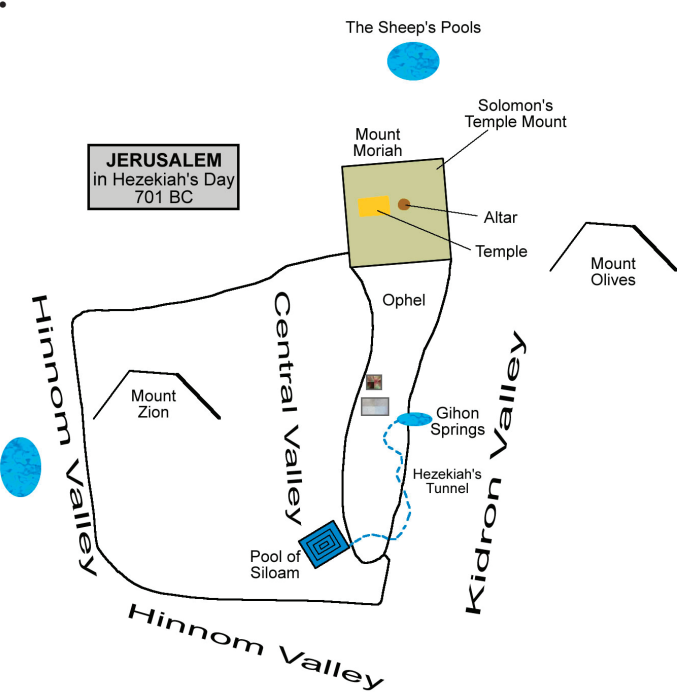 The Sheep's Pools
Solomon's
Temple Mount
Mount
Moriah
JERUSALEM
in Hezekiah's Day
701 BC
Altar
Temple
Mount
Olives
Ophel
Hinnom Valley
Central Valley
Kidron Valley
Mount
Zion
Gihon
Springs
Hezekiah's
Tunnel
Pool of
Siloam
Hinnom Valley